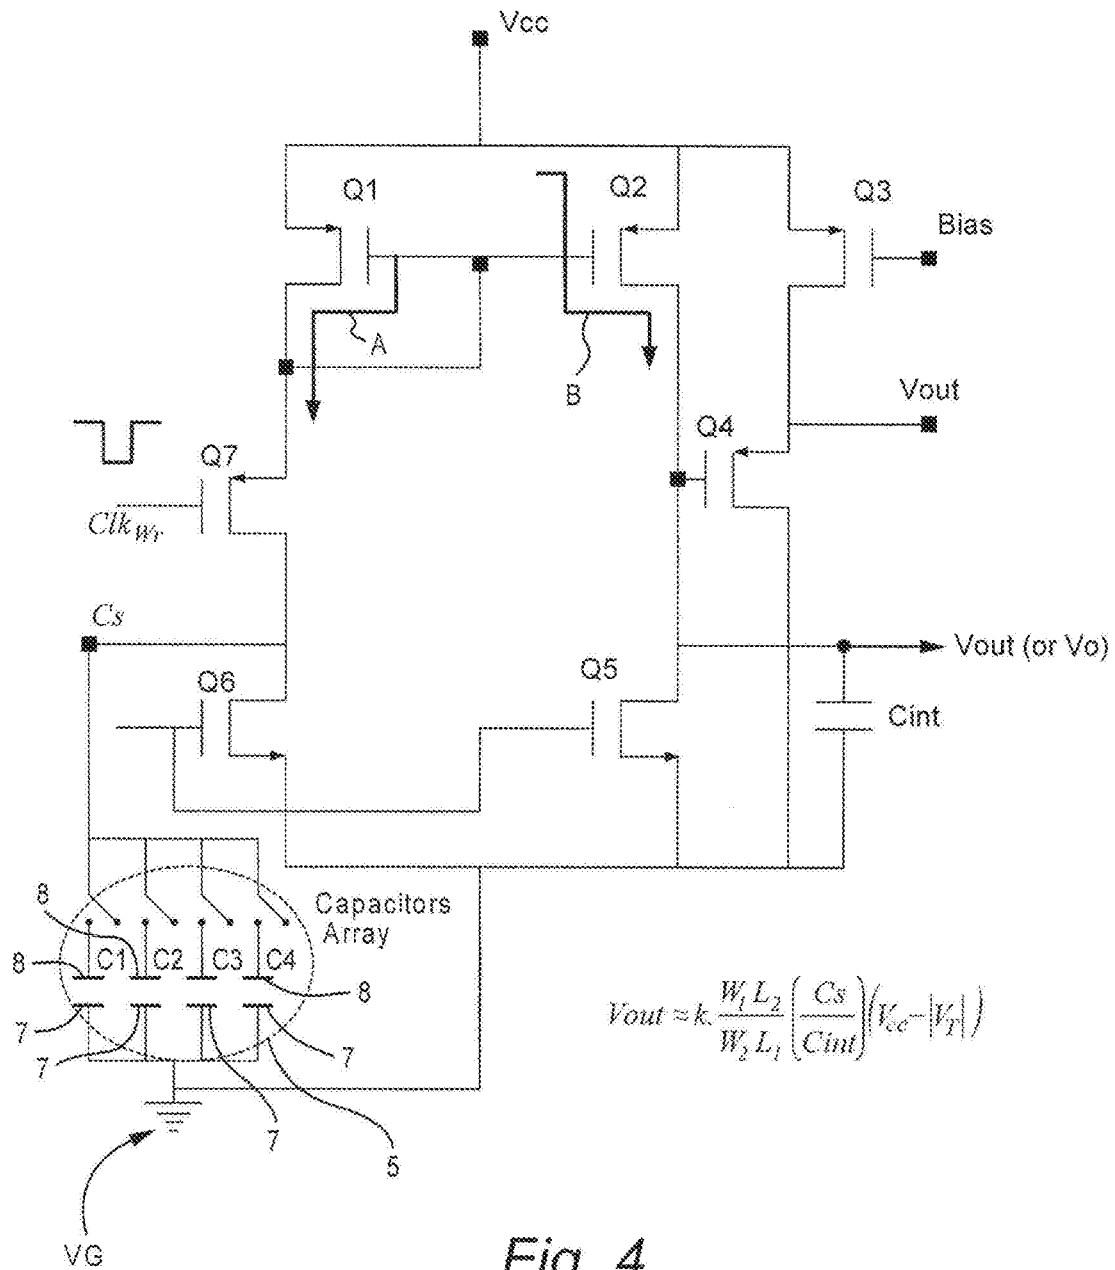 Vcc
Q1
Q2
Q3
Bias
A
B
Vout
Q4
Q7
Clk_Wr
Cs
Q6
Q5
Vout (or Vo)
Cint
Capacitors
Array
8
8
C1
C2
C3
C4
8
7
7
7
7
5
Vout ≈ k. W₁ L₂ / W₂ L₁ (Cs / Cint) (Vcc − |V_T|)
VG
Fig. 4